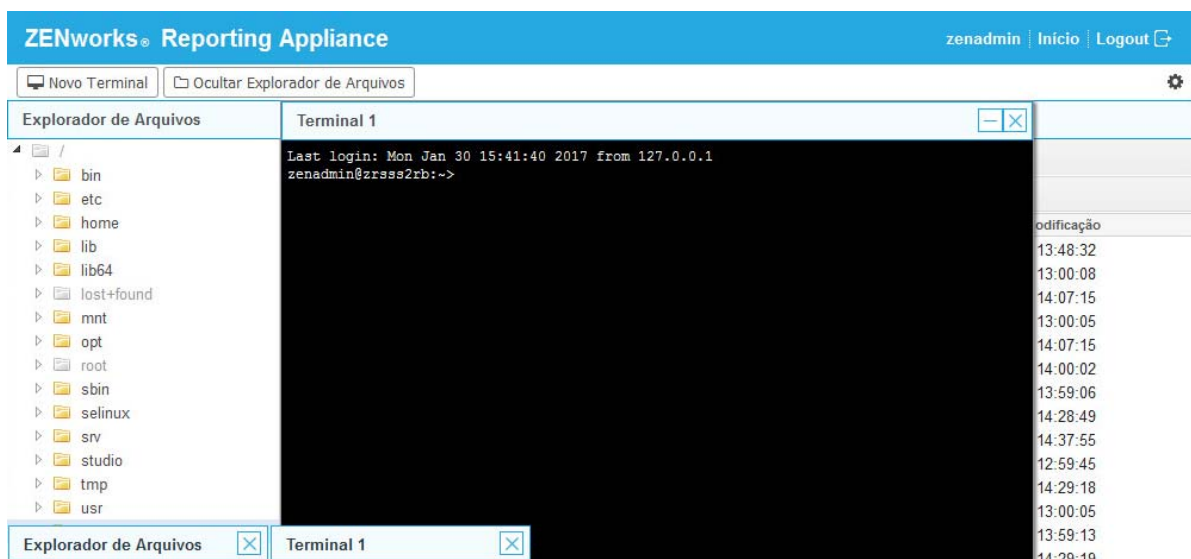 ZENworks® Reporting Appliance
zenadmin Início Logout
Novo Terminal Ocultar Explorador de Arquivos
Explorador de Arquivos
Terminal 1
/
bin
etc
home
lib
lib64
lost+found
mnt
opt
root
sbin
selinux
srv
studio
tmp
usr
Last login: Mon Jan 30 15:41:40 2017 from 127.0.0.1
zenadmin@zrsss2rb:~>
odificação
13:48:32
13:00:08
14:07:15
13:00:05
14:07:15
14:00:02
13:59:06
14:28:49
14:37:55
12:59:45
14:29:18
13:00:05
13:59:13
14:29:19
Explorador de Arquivos
Terminal 1